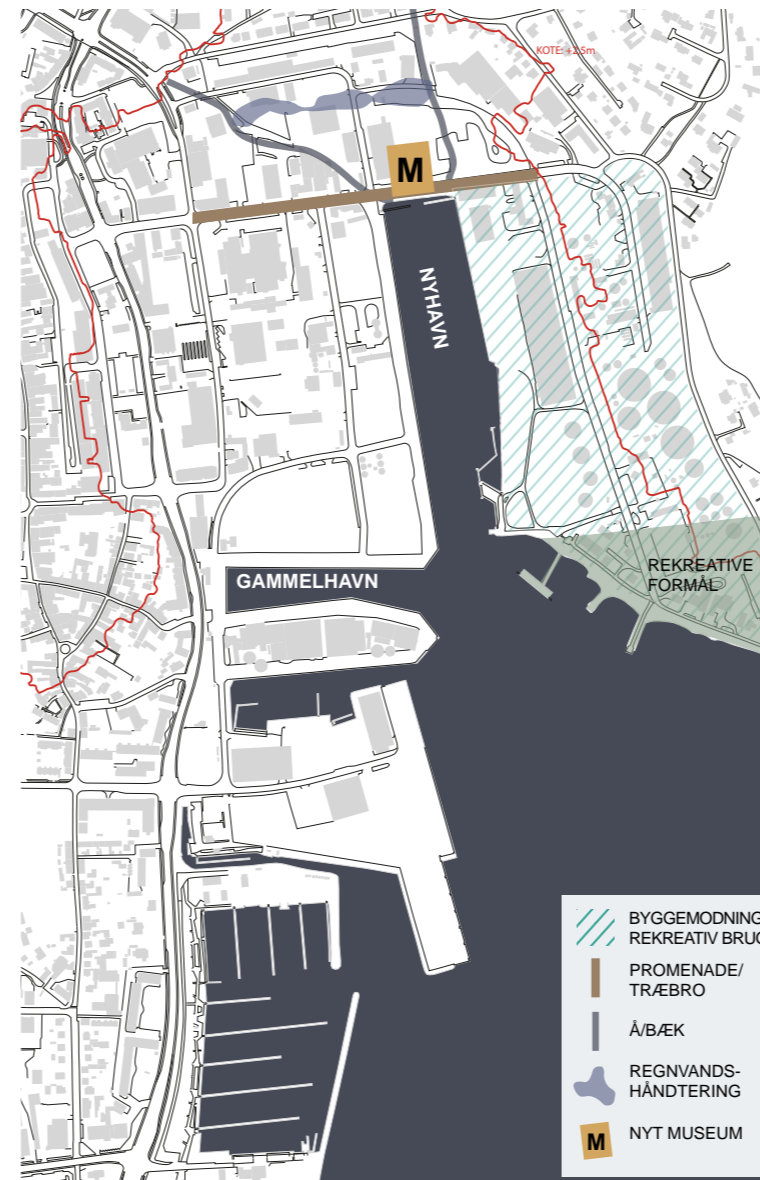 KOTE: +2.5m
M
NYHAVN
GAMMELHAVN
REKREATIVE
FORMÅL
BYGGEMODNING
REKREATIV BRUG
PROMENADE/
TRÆBRO
Å/BÆK
REGNVANDS-
HÅNDTERING
M
NYT MUSEUM